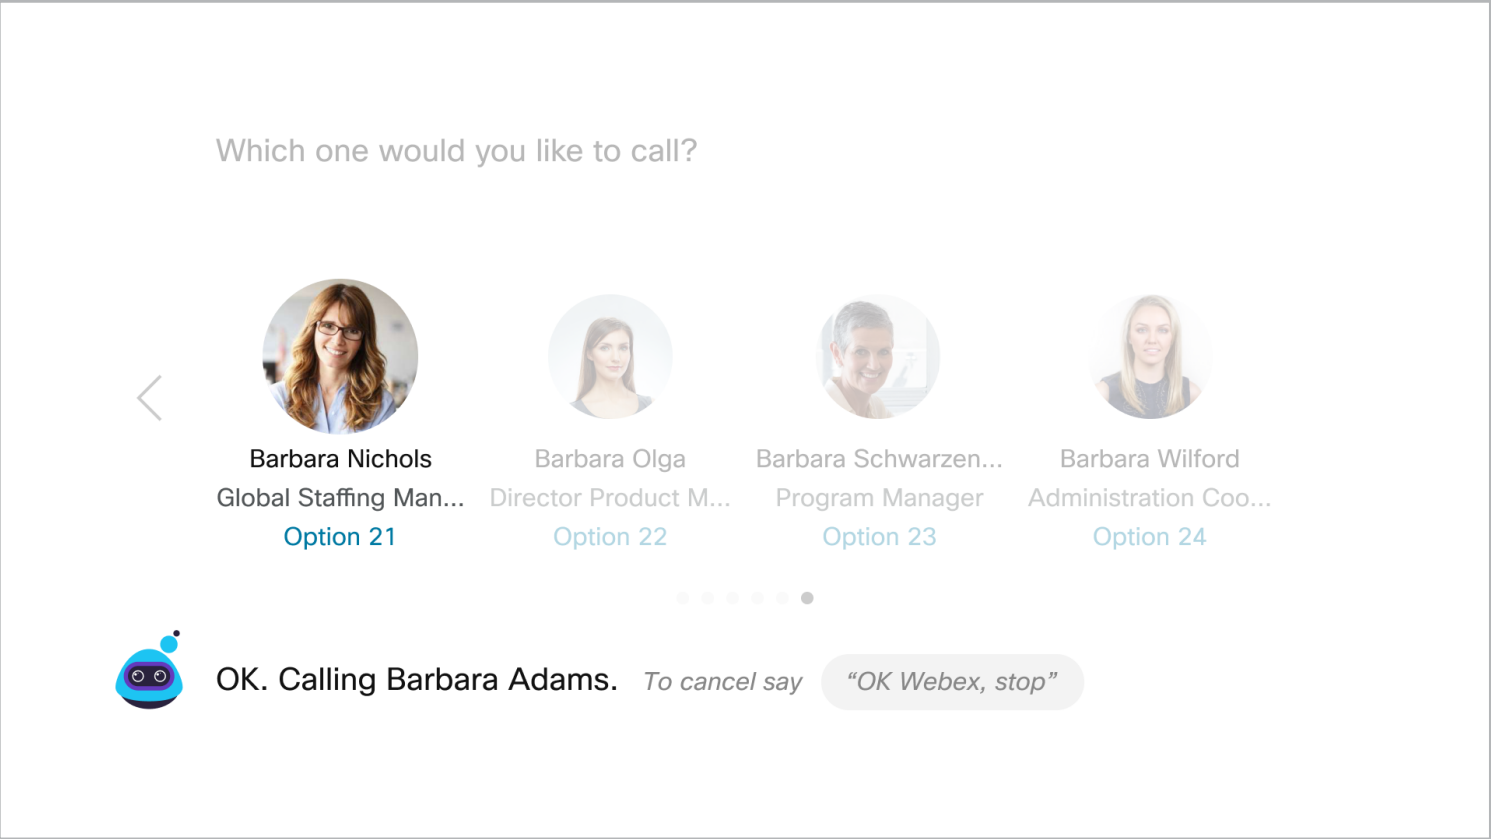 Which one would you like to call?
Barbara Nichols
Global Staffing Man...
Option 21
Barbara Olga
Director Product M...
Option 22
Barbara Schwarzen...
Program Manager
Option 23
Barbara Wilford
Administration Coo...
Option 24
OK. Calling Barbara Adams. To cancel say “OK Webex, stop”